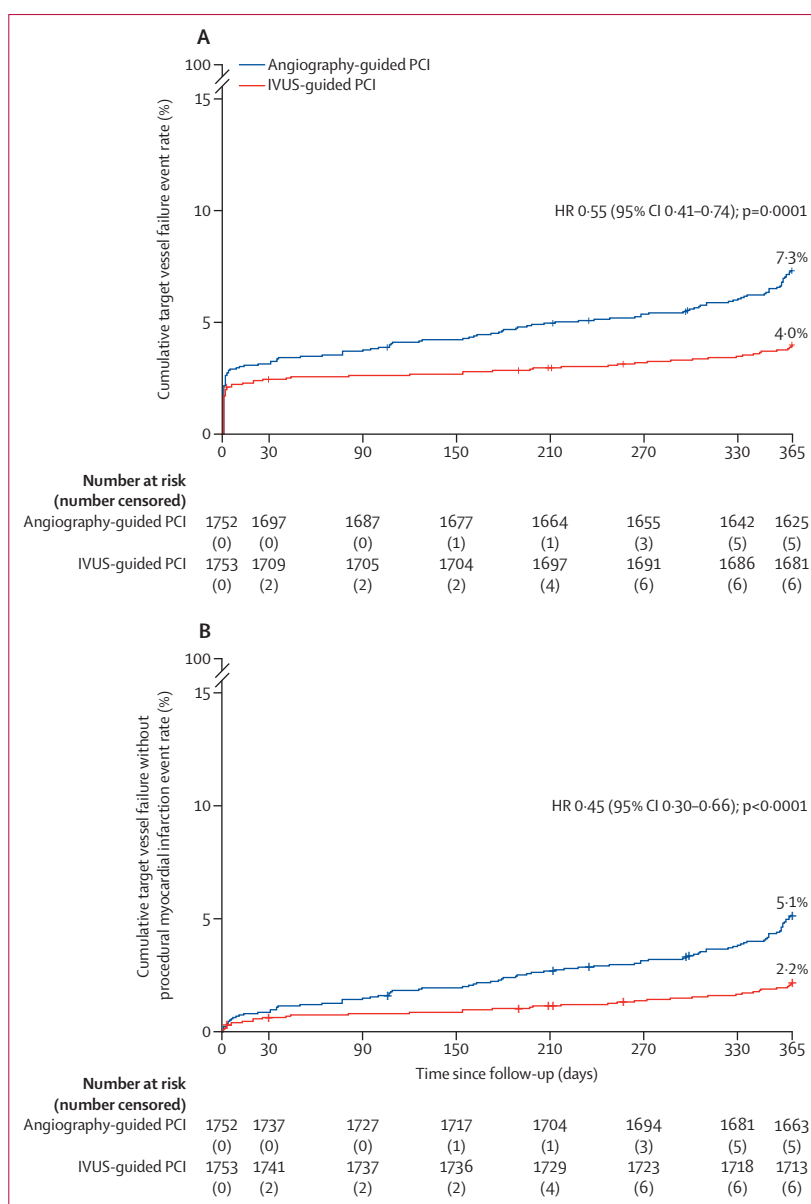 A
Angiography-guided PCI
IVUS-guided PCI
100
15
10
5
0
Cumulative target vessel failure event rate (%)
HR 0·55 (95% CI 0·41–0·74); p=0·0001
7·3%
4·0%
0 30 90 150 210 270 330 365
Number at risk
(number censored)
Angiography-guided PCI 1752 1697 1687 1677 1664 1655 1642 1625
(0) (0) (0) (1) (1) (3) (5) (5)
IVUS-guided PCI 1753 1709 1705 1704 1697 1691 1686 1681
(0) (2) (2) (2) (4) (6) (6) (6)
B
100
15
10
5
0
Cumulative target vessel failure without
procedural myocardial infarction event rate (%)
HR 0·45 (95% CI 0·30–0·66); p<0·0001
5·1%
2·2%
0 30 90 150 210 270 330 365
Time since follow-up (days)
Number at risk
(number censored)
Angiography-guided PCI 1752 1737 1727 1717 1704 1694 1681 1663
(0) (0) (0) (1) (1) (3) (5) (5)
IVUS-guided PCI 1753 1741 1737 1736 1729 1723 1718 1713
(0) (2) (2) (2) (4) (6) (6) (6)